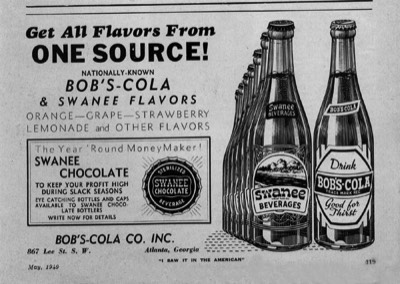 Get All Flavors From
ONE SOURCE!
NATIONALLY-KNOWN
BOB'S-COLA
& SWANEE FLAVORS
ORANGE—GRAPE—STRAWBERRY
LEMONADE and OTHER FLAVORS
The Year 'Round Money Maker!
SWANEE
CHOCOLATE
TO KEEP YOUR PROFIT HIGH
DURING SLACK SEASONS
EYE CATCHING BOTTLES AND CAPS
AVAILABLE TO SWANEE CHOCO-
LATE BOTTLERS
WRITE NOW FOR DETAILS
STERILIZED
SWANEE
CHOCOLATE
BEVERAGE
BOB'S-COLA CO. INC.
867 Lee St. S. W. Atlanta, Georgia
Swanee
BEVERAGES
Swanee
BEVERAGES
BOB'S-COLA
Drink
BOB'S-COLA
Good for
Thirst
May, 1940
"I SAW IT IN THE AMERICAN"
119